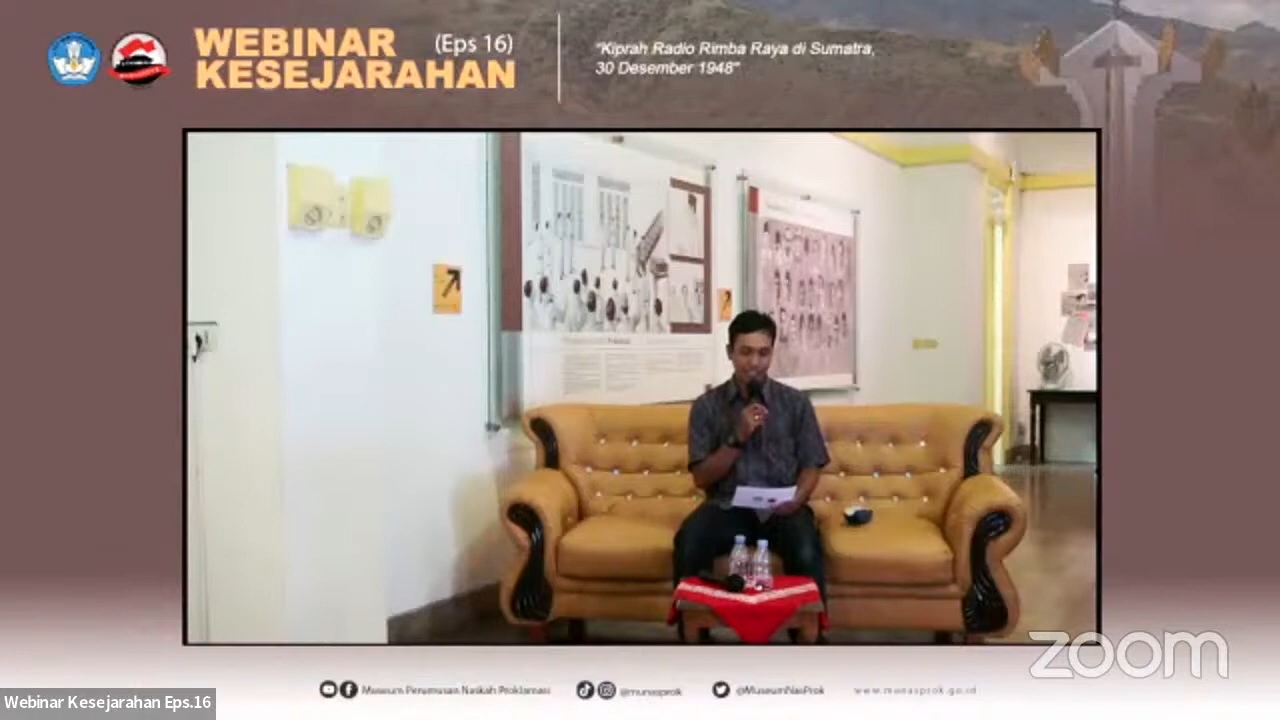 WEBINAR (Eps 16)
KESEJARAHAN
"Kiprah Radio Rimba Raya di Sumatra,
30 Desember 1948"
zoom
Museum Perumusan Naskah Proklamasi @munasprok @MuseumNasProk www.munasprok.go.id
Webinar Kesejarahan Eps.16